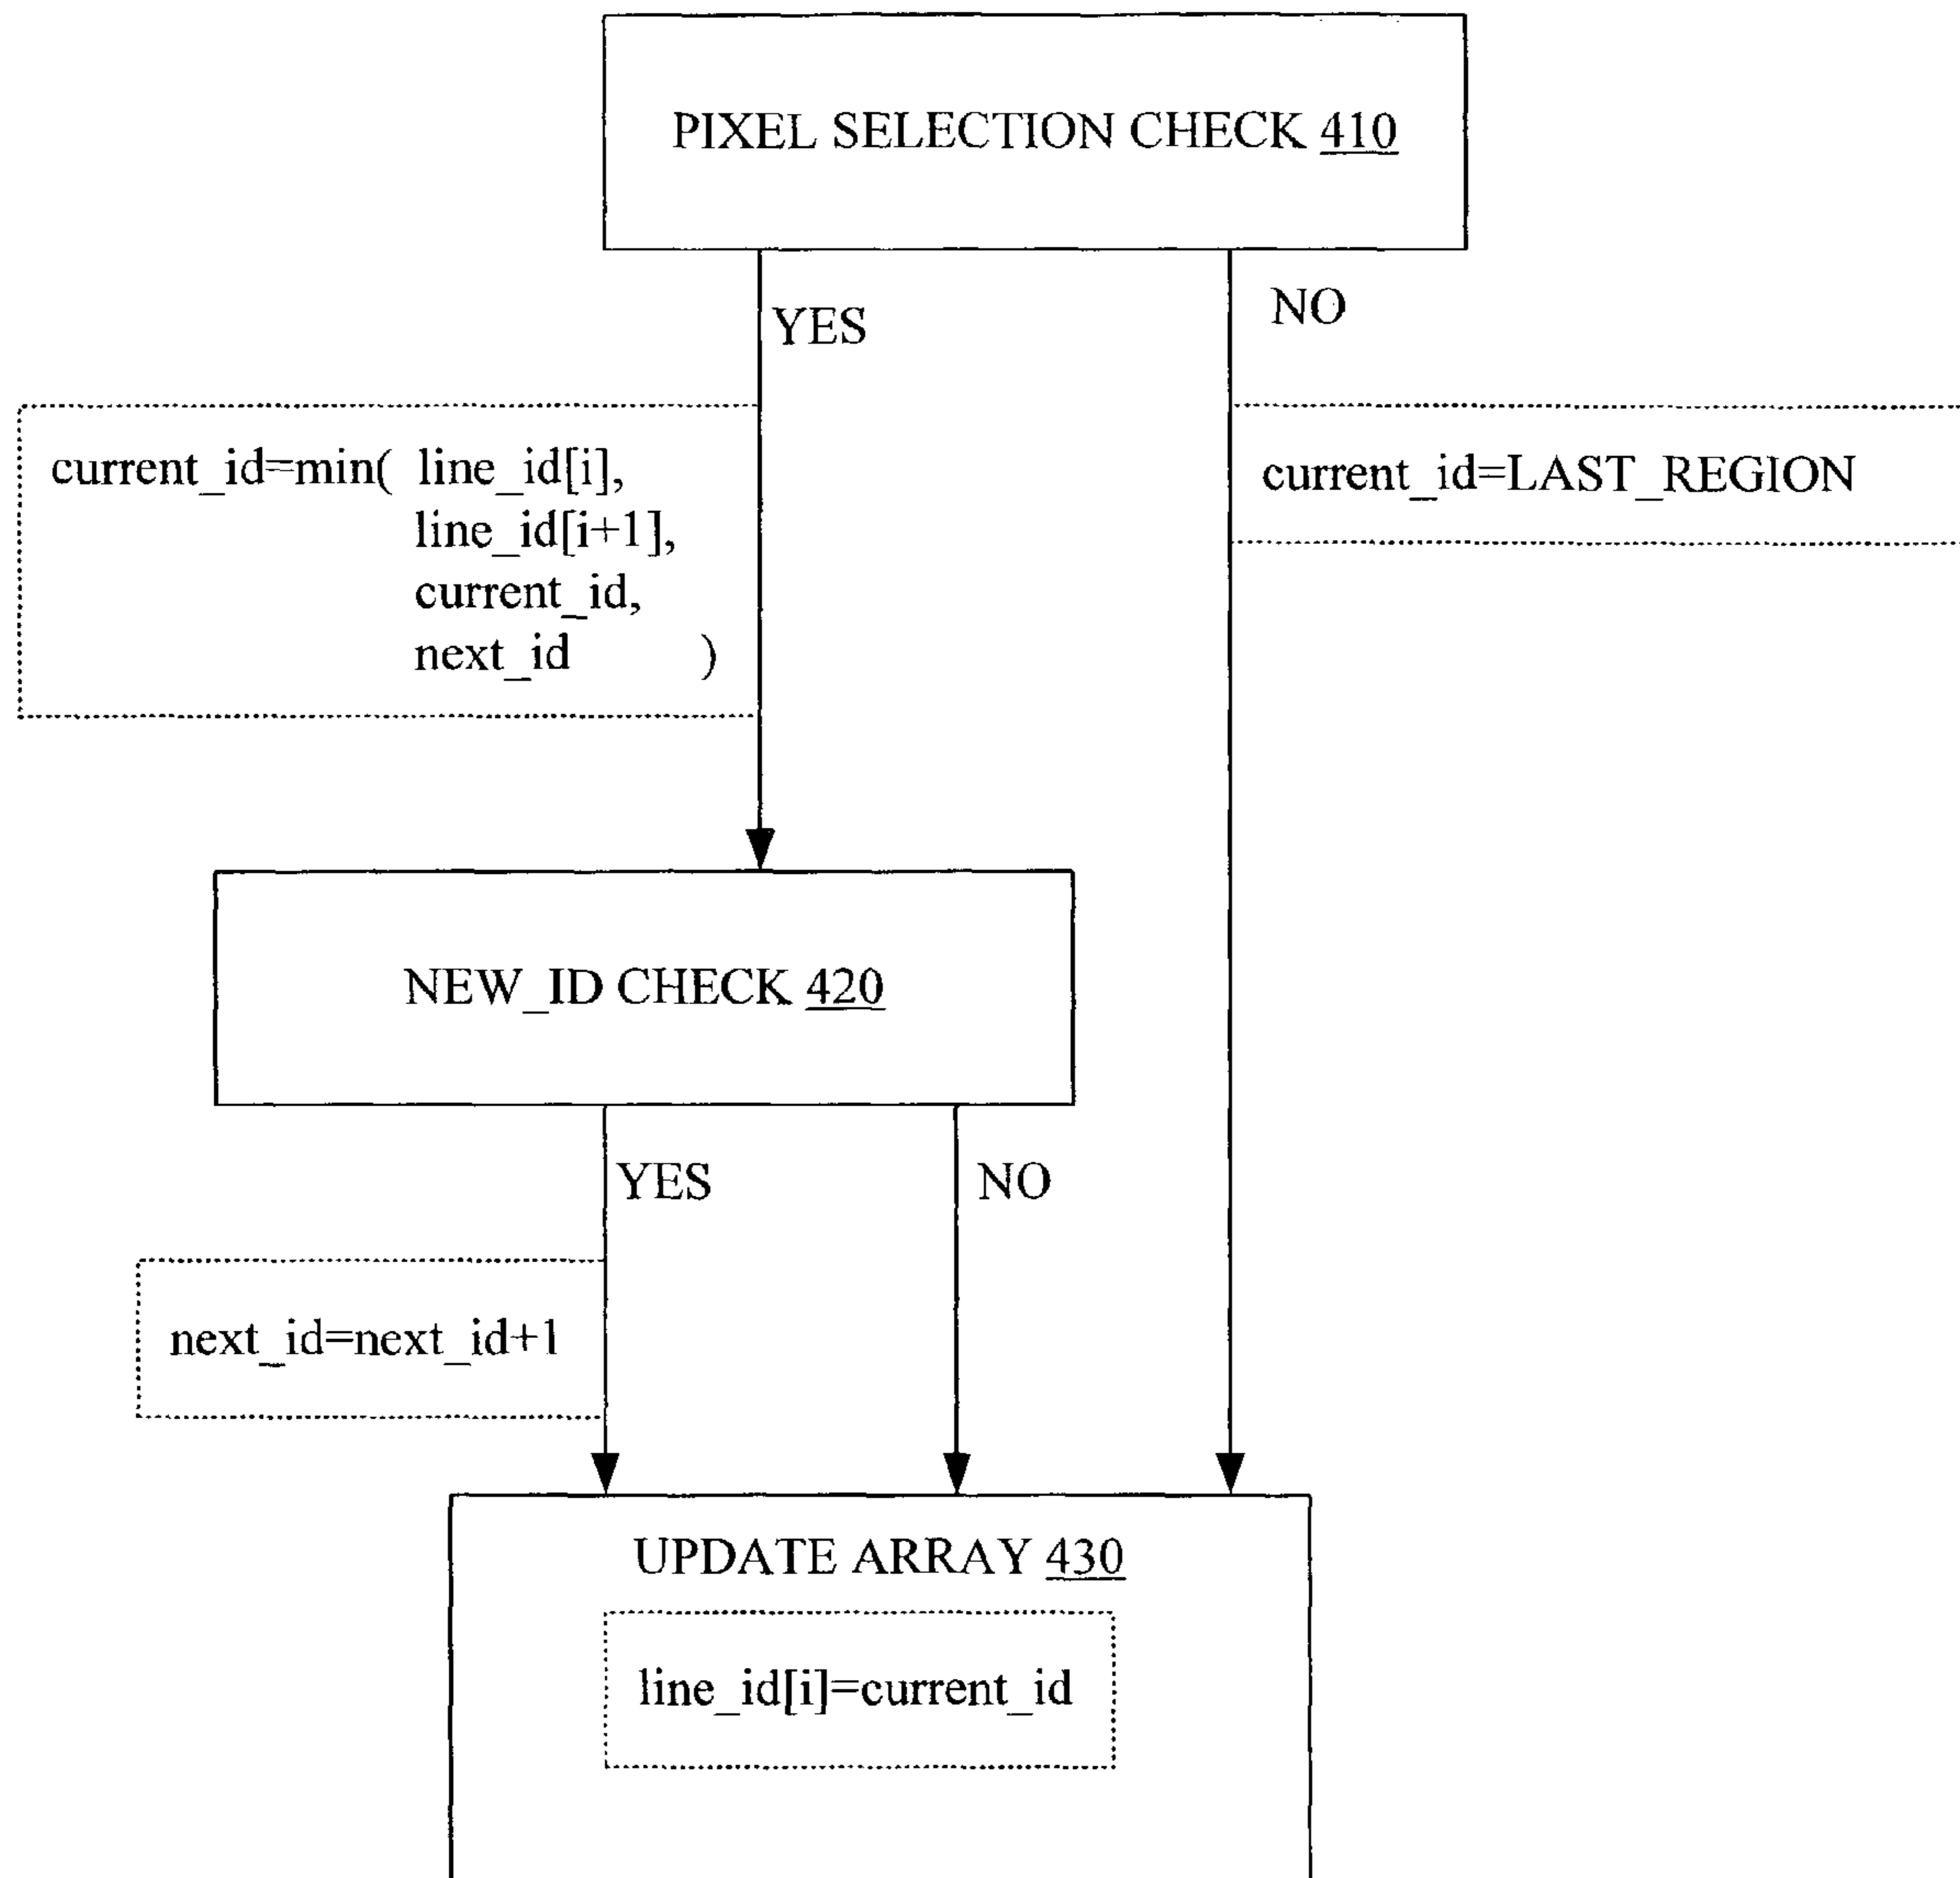 PIXEL SELECTION CHECK 410
YES
NO
current_id=min( line_id[i],
line_id[i+1],
current_id,
next_id )
current_id=LAST_REGION
NEW_ID CHECK 420
YES
NO
next_id=next_id+1
UPDATE ARRAY 430
line_id[i]=current_id